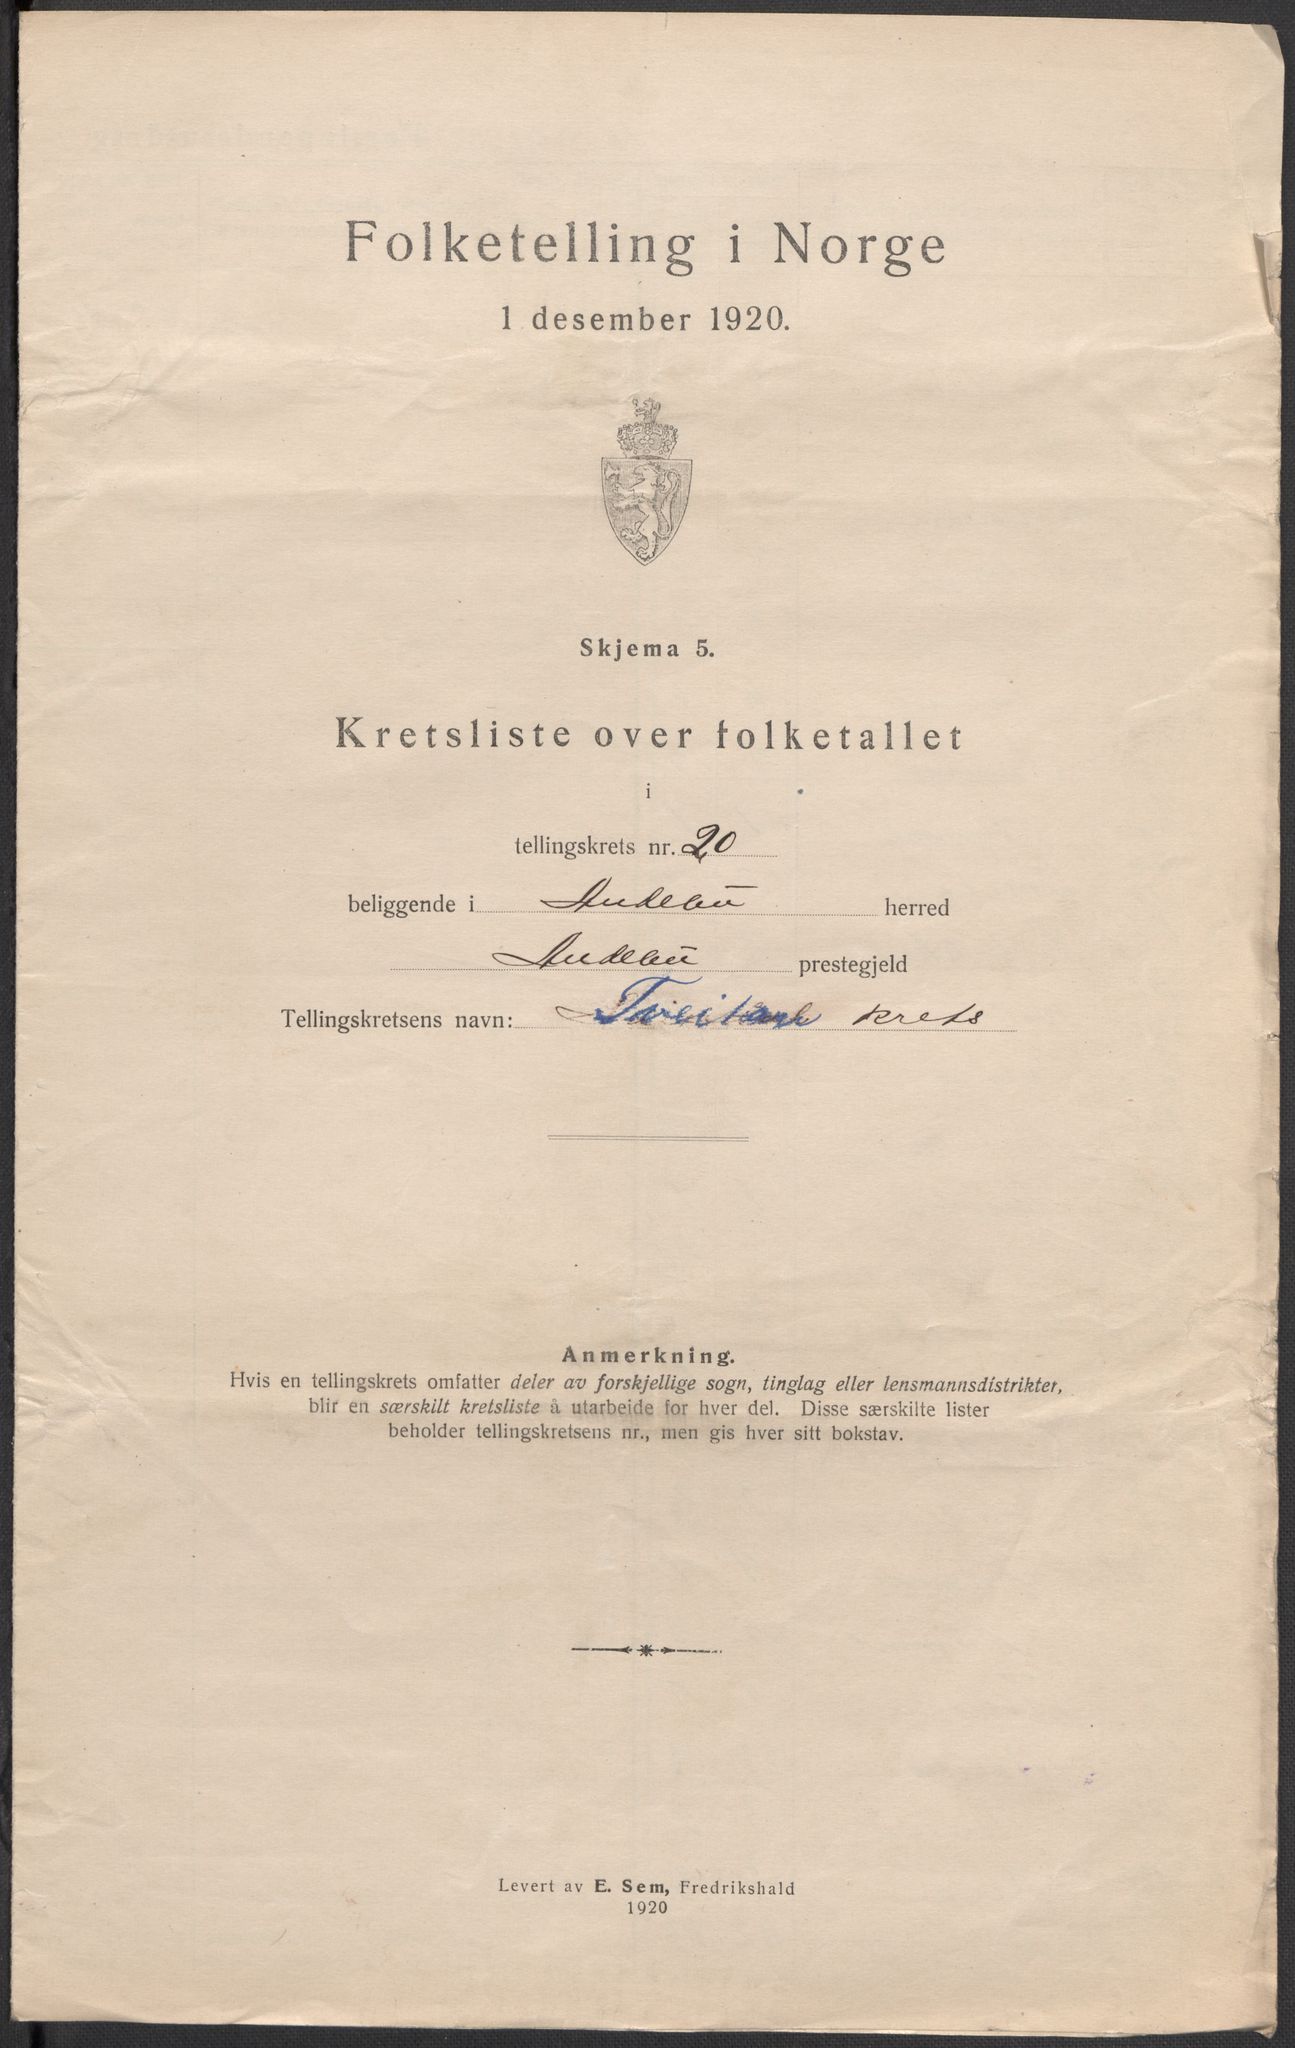 Folketelling i Norge
1 desember 1920.
Skjema 5.
Kretsliste over folketallet
i
tellingskrets nr. 20
beliggende i Andebu herred
Andebu prestegjeld
Tellingskretsens navn: Tveitan krets
Anmerkning.
Hvis en tellingskrets omfatter deler av forskjellige sogn, tinglag eller lensmannsdistrikter,
blir en særskilt kretsliste å utarbeide for hver del. Disse særskilte lister
beholder tellingskretsens nr., men gis hver sitt bokstav.
Levert av E. Sem, Fredrikshald
1920